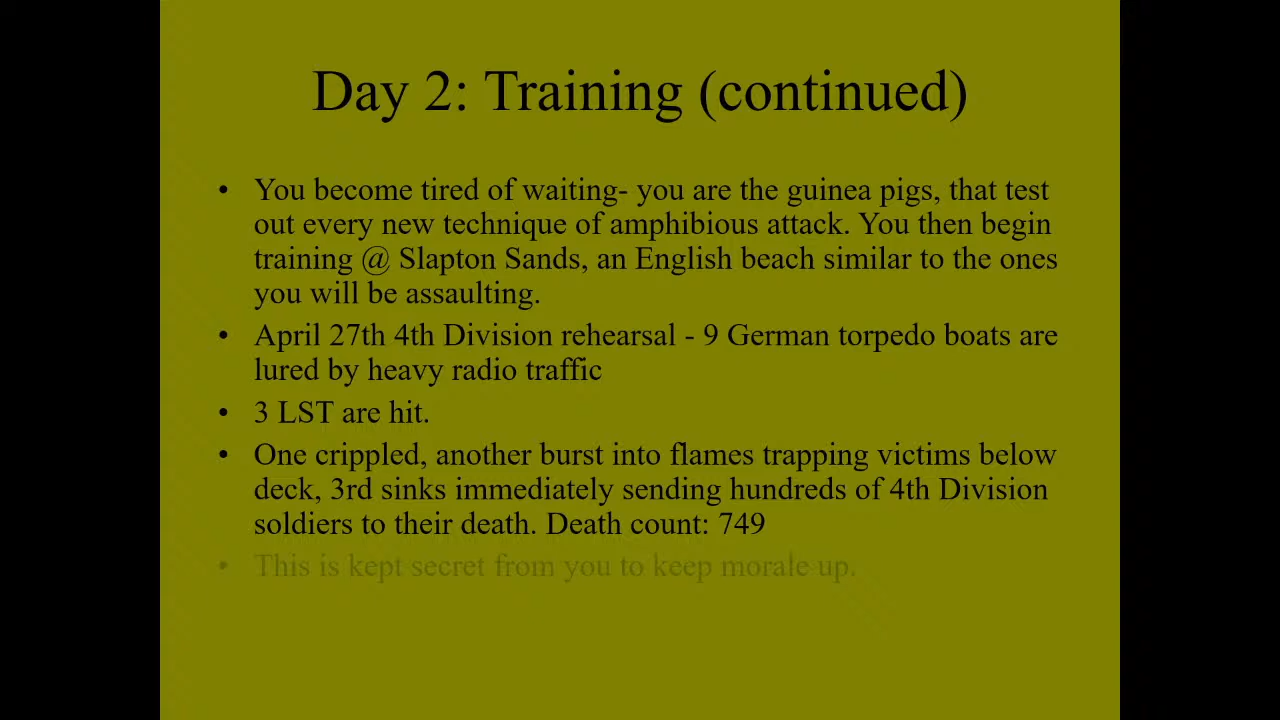 Day 2: Training (continued)
• You become tired of waiting- you are the guinea pigs, that test
out every new technique of amphibious attack. You then begin
training @ Slapton Sands, an English beach similar to the ones
you will be assaulting.
• April 27th 4th Division rehearsal - 9 German torpedo boats are
lured by heavy radio traffic
• 3 LST are hit.
• One crippled, another burst into flames trapping victims below
deck, 3rd sinks immediately sending hundreds of 4th Division
soldiers to their death. Death count: 749
• This is kept secret from you to keep morale up.